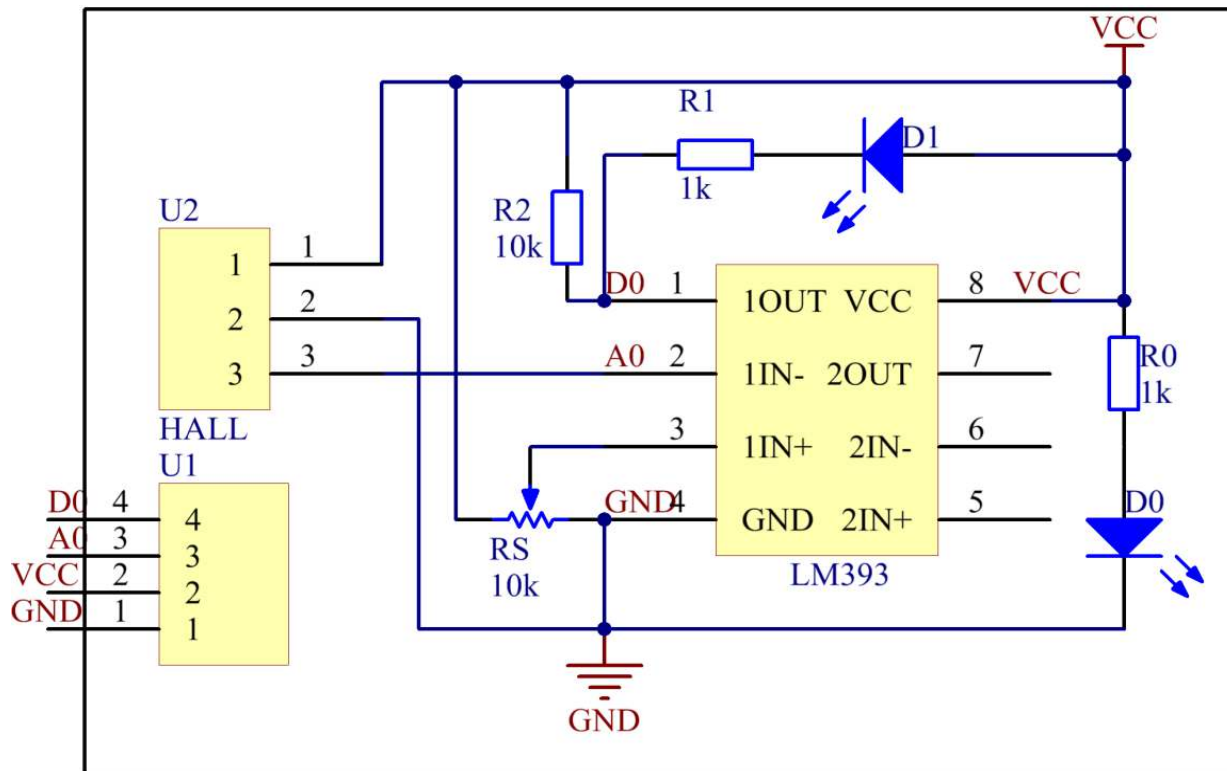 VCC
R1
D1
1k
U2
R2
10k
1
1
2
2
3
3
HALL
D0
1
1OUT
VCC
8
VCC
A0
2
1IN-
2OUT
7
R0
1k
3
1IN+
2IN-
6
GND
4
GND
2IN+
5
D0
RS
10k
LM393
U1
D0
4
4
A0
3
3
VCC
2
2
GND
1
1
GND